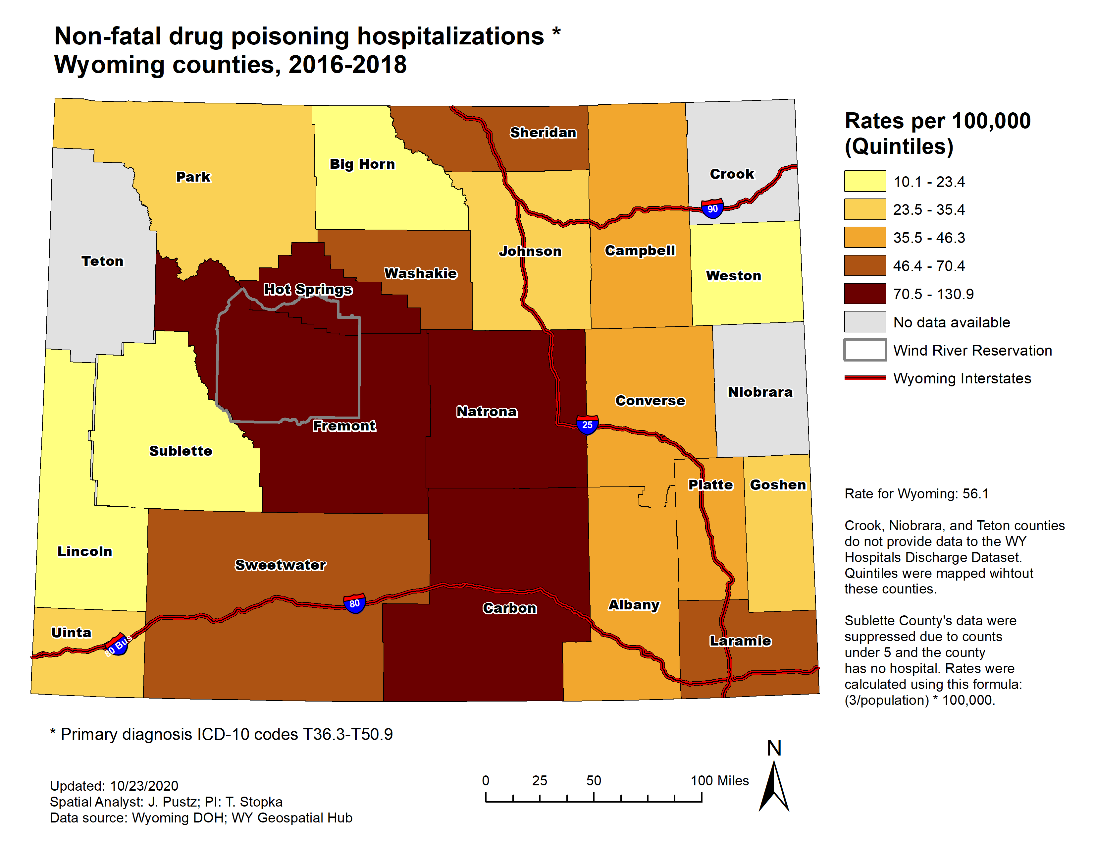 Non-fatal drug poisoning hospitalizations *
Wyoming counties, 2016-2018
Rates per 100,000
(Quintiles)
10.1 - 23.4
23.5 - 35.4
35.5 - 46.3
46.4 - 70.4
70.5 - 130.9
No data available
Wind River Reservation
Wyoming Interstates
Sheridan
Big Horn
Park
Crook
90
Teton
Johnson
Campbell
Washakie
Weston
Hot Springs
Niobrara
Converse
Natrona
25
Fremont
Sublette
Platte
Goshen
Lincoln
Sweetwater
80
Carbon
Albany
Uinta
Bus
Laramie
Rate for Wyoming: 56.1
Crook, Niobrara, and Teton counties
do not provide data to the WY
Hospitals Discharge Dataset.
Quintiles were mapped wihtout
these counties.
Sublette County's data were
suppressed due to counts
under 5 and the county
has no hospital. Rates were
calculated using this formula:
(3/population) * 100,000.
* Primary diagnosis ICD-10 codes T36.3-T50.9
Updated: 10/23/2020
Spatial Analyst: J. Pustz; PI: T. Stopka
Data source: Wyoming DOH; WY Geospatial Hub
0 25 50 100 Miles
N